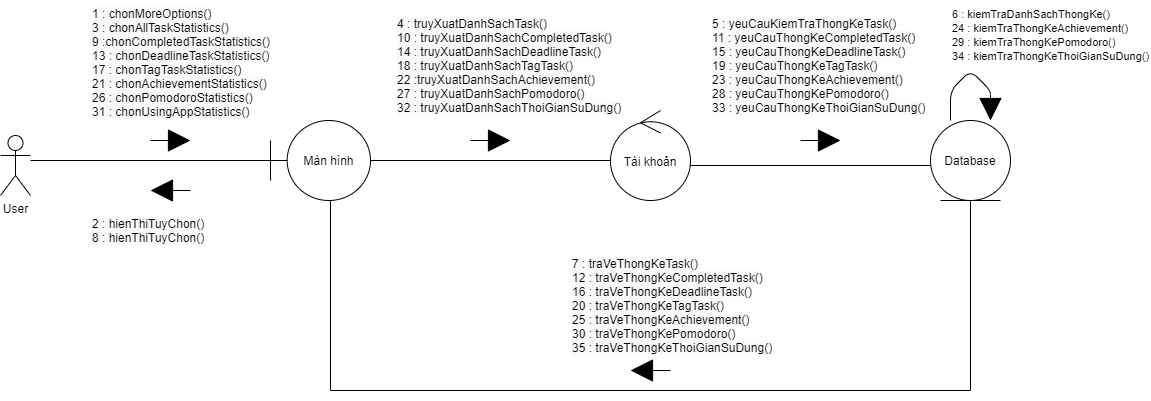 1 : chonMoreOptions()
3 : chonAllTaskStatistics()
9 :chonCompletedTaskStatistics()
13 : chonDeadlineTaskStatistics()
17 : chonTagTaskStatistics()
21 : chonAchievementStatistics()
26 : chonPomodoroStatistics()
31 : chonUsingAppStatistics()
4 : truyXuatDanhSachTask()
10 : truyXuatDanhSachCompletedTask()
14 : truyXuatDanhSachDeadlineTask()
18 : truyXuatDanhSachTagTask()
22 :truyXuatDanhSachAchievement()
27 : truyXuatDanhSachPomodoro()
32 : truyXuatDanhSachThoiGianSuDung()
5 : yeuCauKiemTraThongKeTask()
11 : yeuCauThongKeCompletedTask()
15 : yeuCauThongKeDeadlineTask()
19 : yeuCauThongKeTagTask()
23 : yeuCauThongKeAchievement()
28 : yeuCauThongKePomodoro()
33 : yeuCauThongKeThoiGianSuDung()
6 : kiemTraDanhSachThongKe()
24 : kiemTraThongKeAchievement()
29 : kiemTraThongKePomodoro()
34 : kiemTraThongKeThoiGianSuDung()
User
Màn hình
Tài khoản
Database
2 : hienThiTuyChon()
8 : hienThiTuyChon()
7 : traVeThongKeTask()
12 : traVeThongKeCompletedTask()
16 : traVeThongKeDeadlineTask()
20 : traVeThongKeTagTask()
25 : traVeThongKeAchievement()
30 : traVeThongKePomodoro()
35 : traVeThongKeThoiGianSuDung()